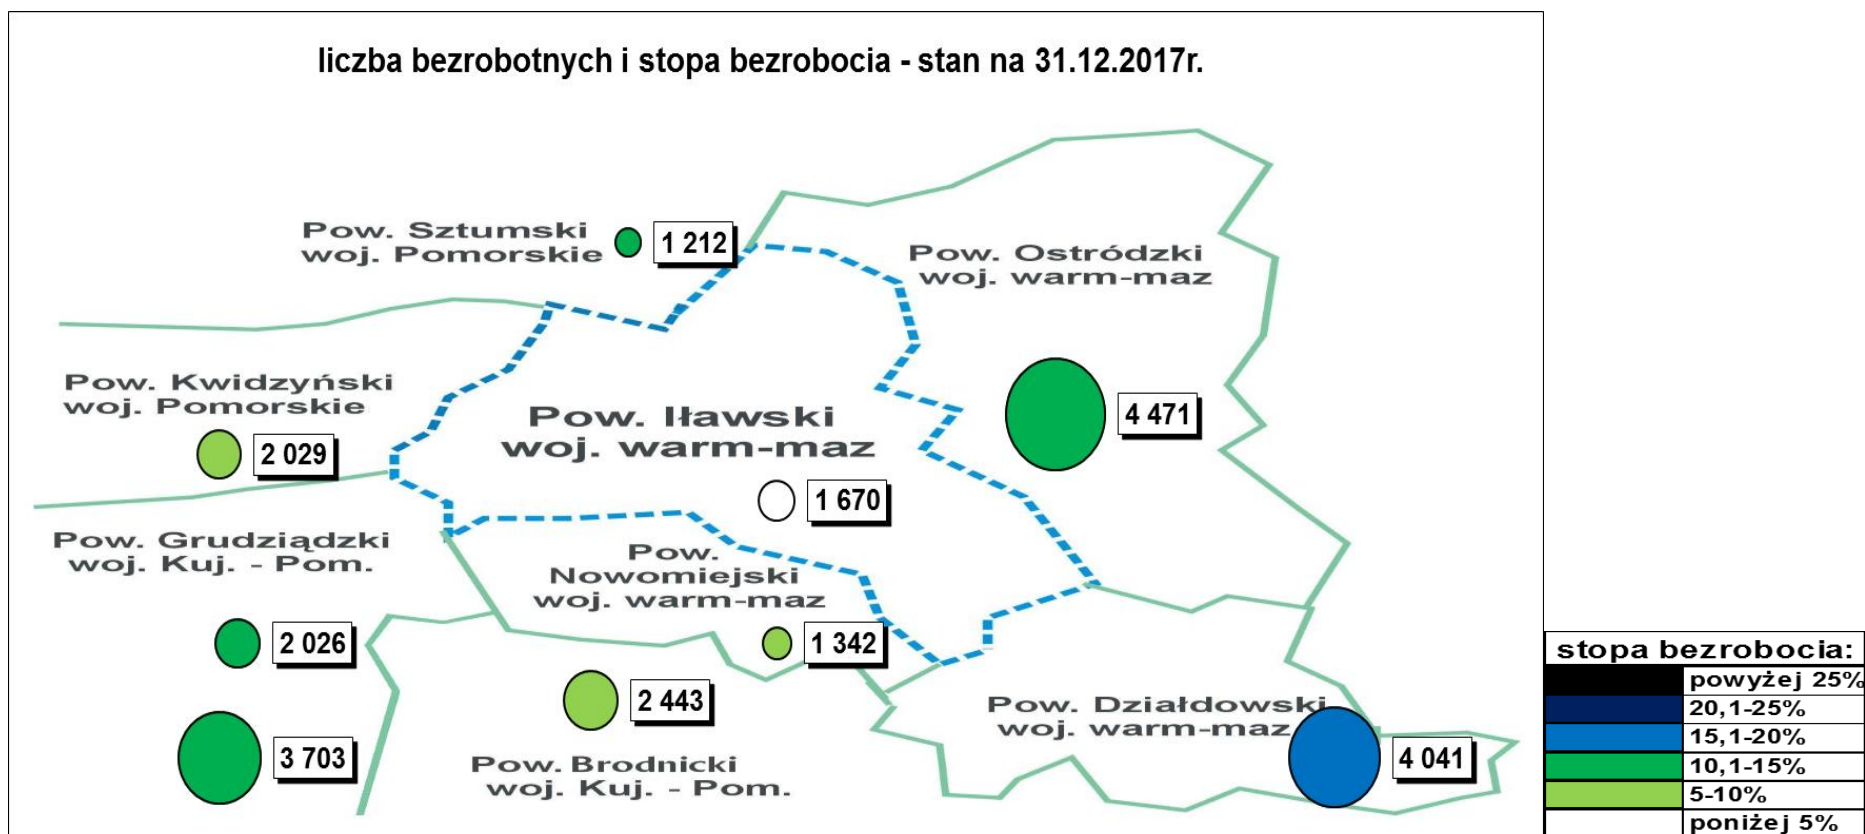 liczba bezrobotnych i stopa bezrobocia - stan na 31.12.2017r.
Pow. Sztumski
woj. Pomorskie
1 212
Pow. Ostródzki
woj. warm-maz
4 471
Pow. Kwidzyński
woj. Pomorskie
2 029
Pow. Iławski
woj. warm-maz
1 670
Pow. Grudziądzki
woj. Kuj. - Pom.
2 026
3 703
Pow.
Nowomiejski
woj. warm-maz
1 342
2 443
Pow. Brodnicki
woj. Kuj. - Pom.
Pow. Działdowski
woj. warm-maz
4 041
stopa bezrobocia:
powyżej 25%
20,1-25%
15,1-20%
10,1-15%
5-10%
poniżej 5%